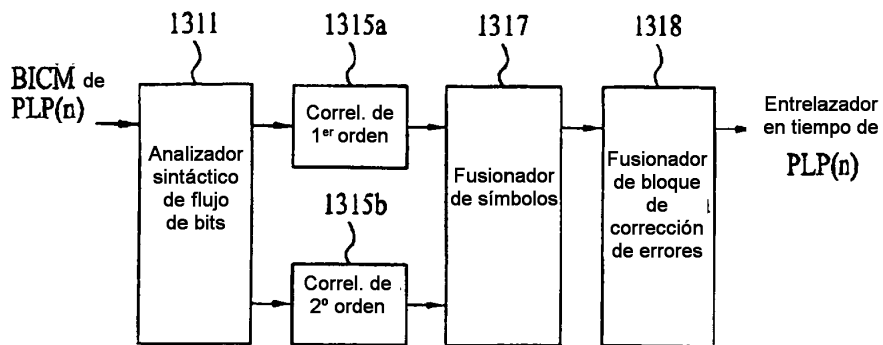 1311
1315a
1317
1318
BICM de
PLP(n)
Analizador
sintáctico
de flujo
de bits
Correl. de
1er orden
1315b
Correl. de
2º orden
Fusionador
de símbolos
Fusionador
de bloque
de
corrección
de errores
Entrelazador
en tiempo de
PLP(n)